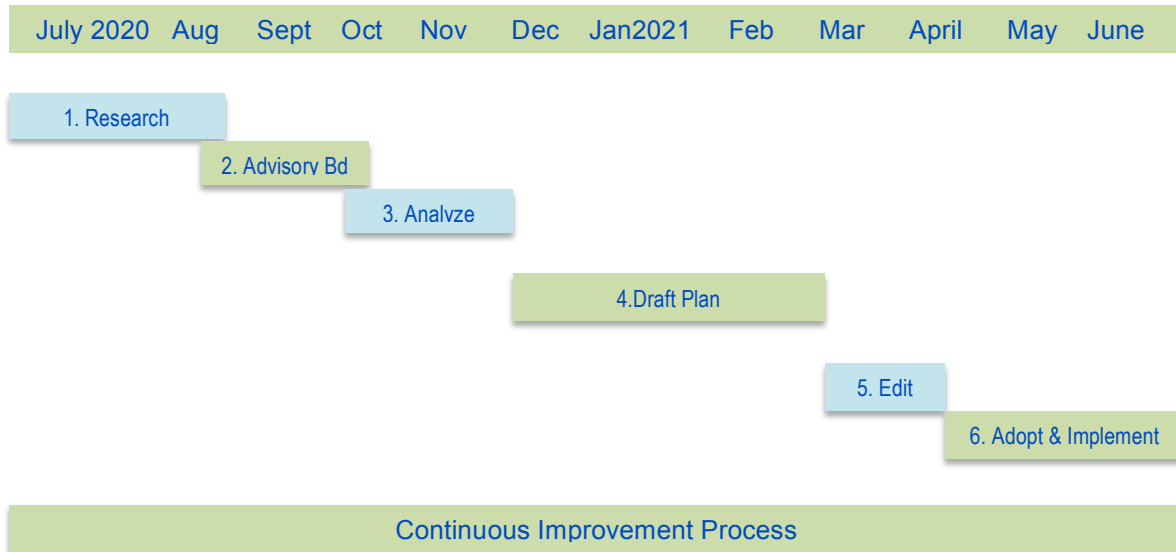 July 2020 Aug Sept Oct Nov Dec Jan2021 Feb Mar April May June
1. Research
2. Advisory Bd
3. Analyze
4.Draft Plan
5. Edit
6. Adopt & Implement
Continuous Improvement Process